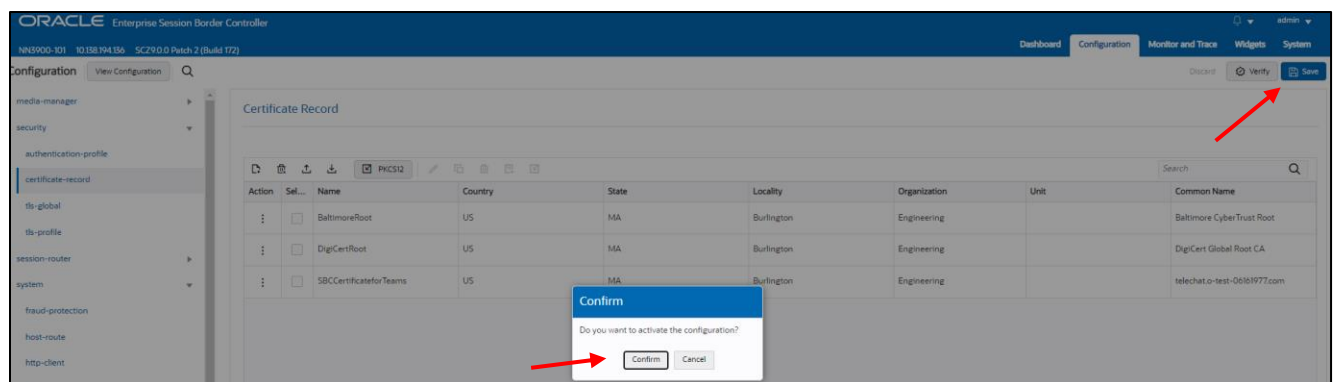 ORACLE Enterprise Session Border Controller
admin
NN3900-101 10.158.194.136 SCZ9.0.0 Patch 2 (Build 172)
Dashboard Configuration Monitor and Trace Widgets System
Configuration View Configuration
Discard Verify Save
media-manager
security
authentication-profile
certificate-record
tls-global
tls-profile
session-router
system
fraud-protection
host-route
http-client
Certificate Record
PKCS12
Search
Action Sel... Name Country State Locality Organization Unit Common Name
BaltimoreRoot US MA Burlington Engineering Baltimore CyberTrust Root
DigiCertRoot US MA Burlington Engineering DigiCert Global Root CA
SBCCertificateforTeams US MA Burlington Engineering telechat.o-test-06161977.com
Confirm
Do you want to activate the configuration?
Confirm Cancel